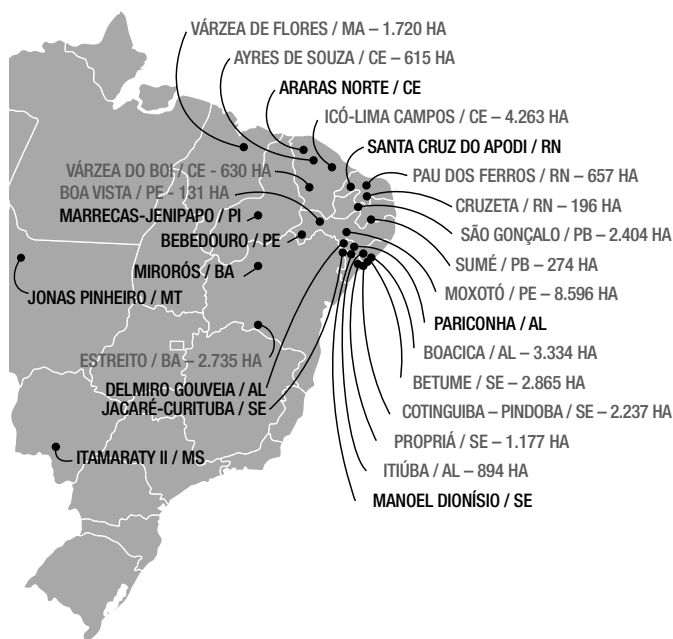 VÁRZEA DE FLORES / MA – 1.720 HA
AYRES DE SOUZA / CE – 615 HA
ARARAS NORTE / CE
ICÓ-LIMA CAMPOS / CE – 4.263 HA
SANTA CRUZ DO APODI / RN
VÁRZEA DO BOI / CE - 630 HA
PAU DOS FERROS / RN – 657 HA
BOA VISTA / PE - 131 HA
CRUZETA / RN – 196 HA
MARRECAS-JENIPAPO / PI
SÃO GONÇALO / PB – 2.404 HA
BEBEDOURO / PE
SUMÉ / PB – 274 HA
MIRORÓS / BA
MOXOTÓ / PE – 8.596 HA
JONAS PINHEIRO / MT
PARICONHA / AL
BOACICA / AL – 3.334 HA
ESTREITO / BA – 2.735 HA
BETUME / SE – 2.865 HA
DELMIRO GOUVEIA / AL
JACARÉ-CURITUBA / SE
COTINGUIBA – PINDOBA / SE – 2.237 HA
PROPRIÁ / SE – 1.177 HA
ITAMARATY II / MS
ITIÚBA / AL – 894 HA
MANOEL DIONÍSIO / SE